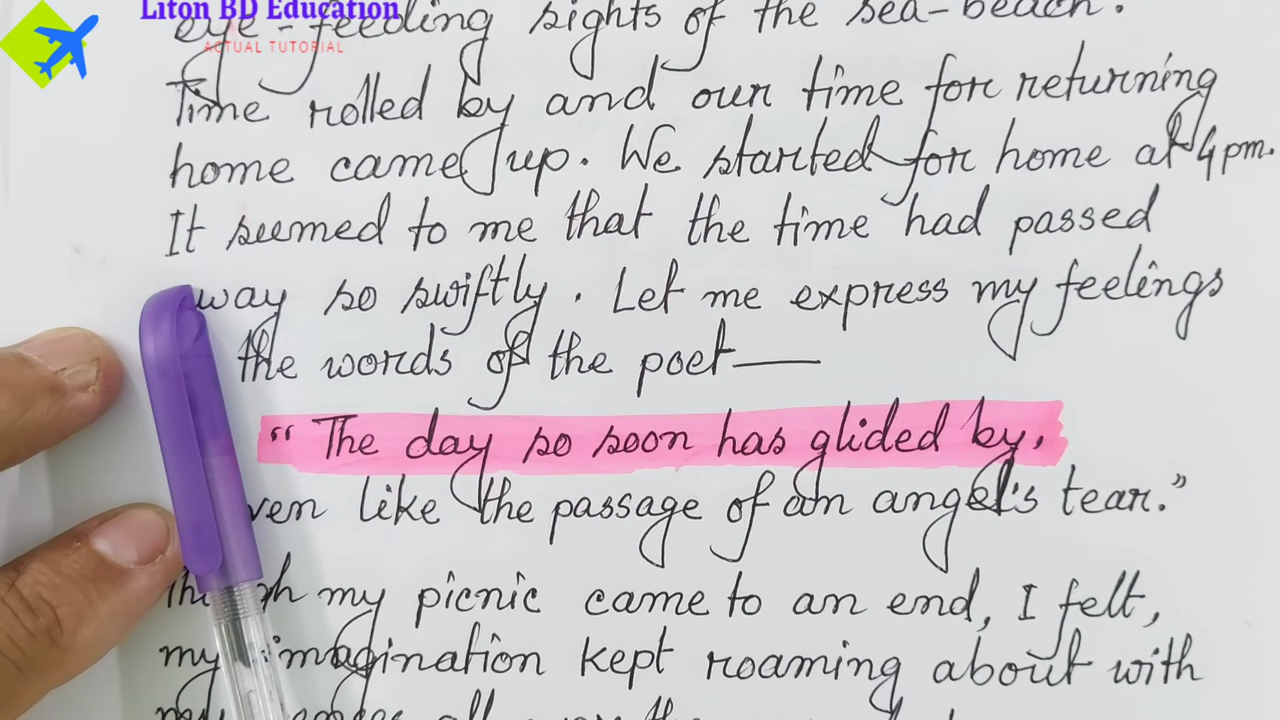 Liton BD Education
ACTUAL TUTORIAL
eye-feeding sights of the sea-beach.
Time rolled by and our time for returning
home came up. We started for home at 4 pm.
It seemed to me that the time had passed
way so swiftly. Let me express my feelings
the words of the poet—
“ The day so soon has glided by,
ven like the passage of an angel's tear.”
my picnic came to an end, I felt,
my imagination kept roaming about with